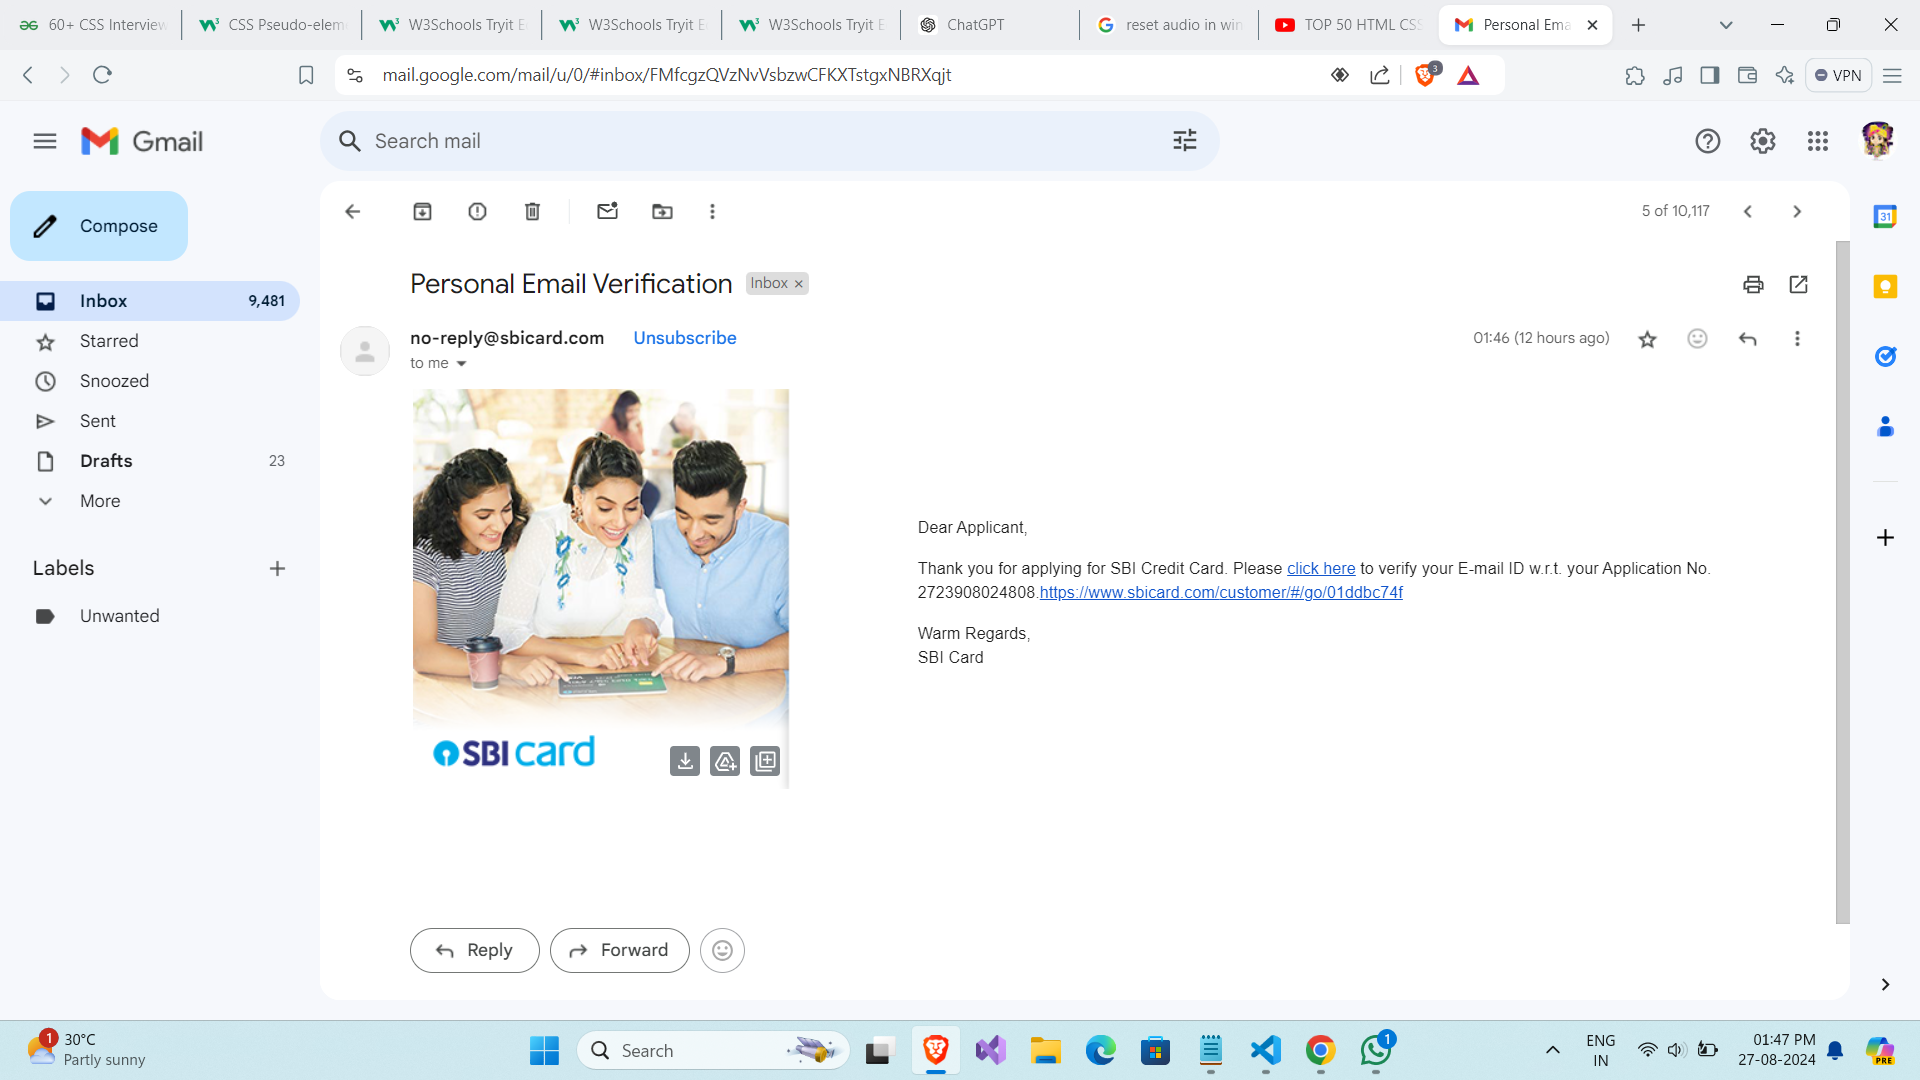 60+ CSS Interview
CSS Pseudo-elem
W3Schools Tryit E
W3Schools Tryit E
W3Schools Tryit E
ChatGPT
reset audio in win
TOP 50 HTML CSS
Personal Ema
mail.google.com/mail/u/0/#inbox/FMfcgzQVzNvVsbzwCFKXTstgxNBRXqjt
3
VPN
Gmail
Search mail
Compose
5 of 10,117
31
Inbox 9,481
Starred
Snoozed
Sent
Drafts 23
More
Labels
Unwanted
Personal Email Verification Inbox
no-reply@sbicard.com Unsubscribe 01:46 (12 hours ago)
to me
SBI card
Dear Applicant,
Thank you for applying for SBI Credit Card. Please click here to verify your E-mail ID w.r.t. your Application No.
2723908024808.https://www.sbicard.com/customer/#/go/01ddbc74f
Warm Regards,
SBI Card
Reply
Forward
1
30°C
Partly sunny
Search
1
ENG
IN
01:47 PM
27-08-2024
PRE